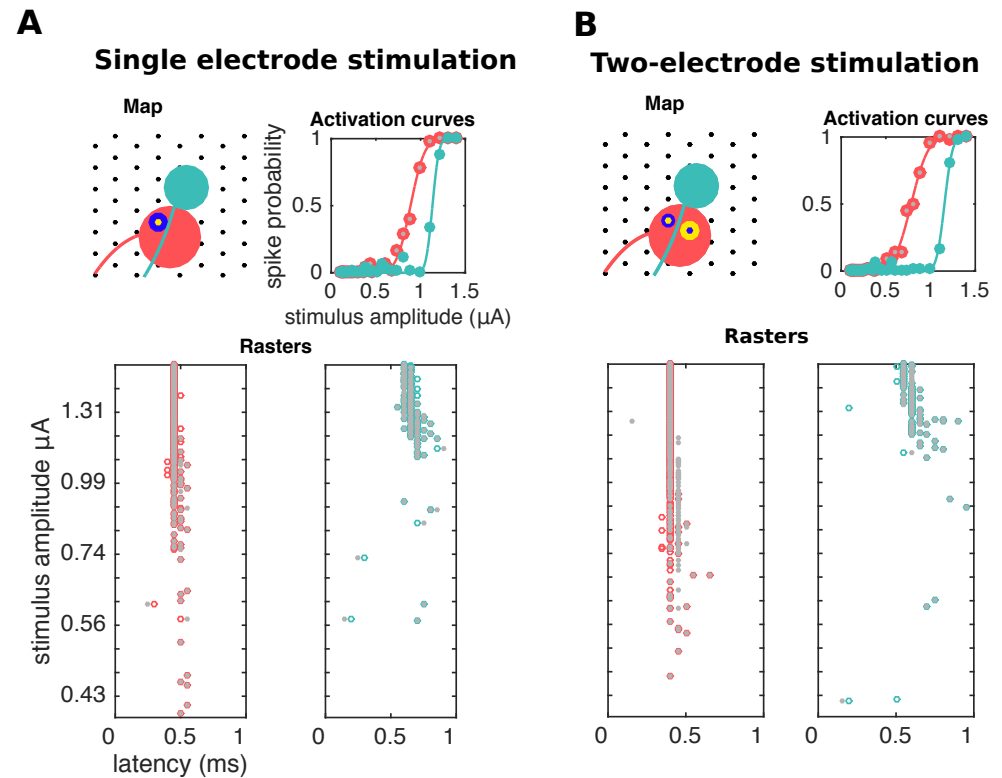 A
Single electrode stimulation
Map
Activation curves
spike probability
1
0.5
0
0 0.5 1 1.5
stimulus amplitude (µA)
Rasters
stimulus amplitude µA
1.31
0.99
0.74
0.56
0.43
0 0.5 1
0 0.5 1
latency (ms)
B
Two-electrode stimulation
Map
Activation curves
1
0.5
0
0 0.5 1 1.5
Rasters
0 0.5 1
0 0.5 1